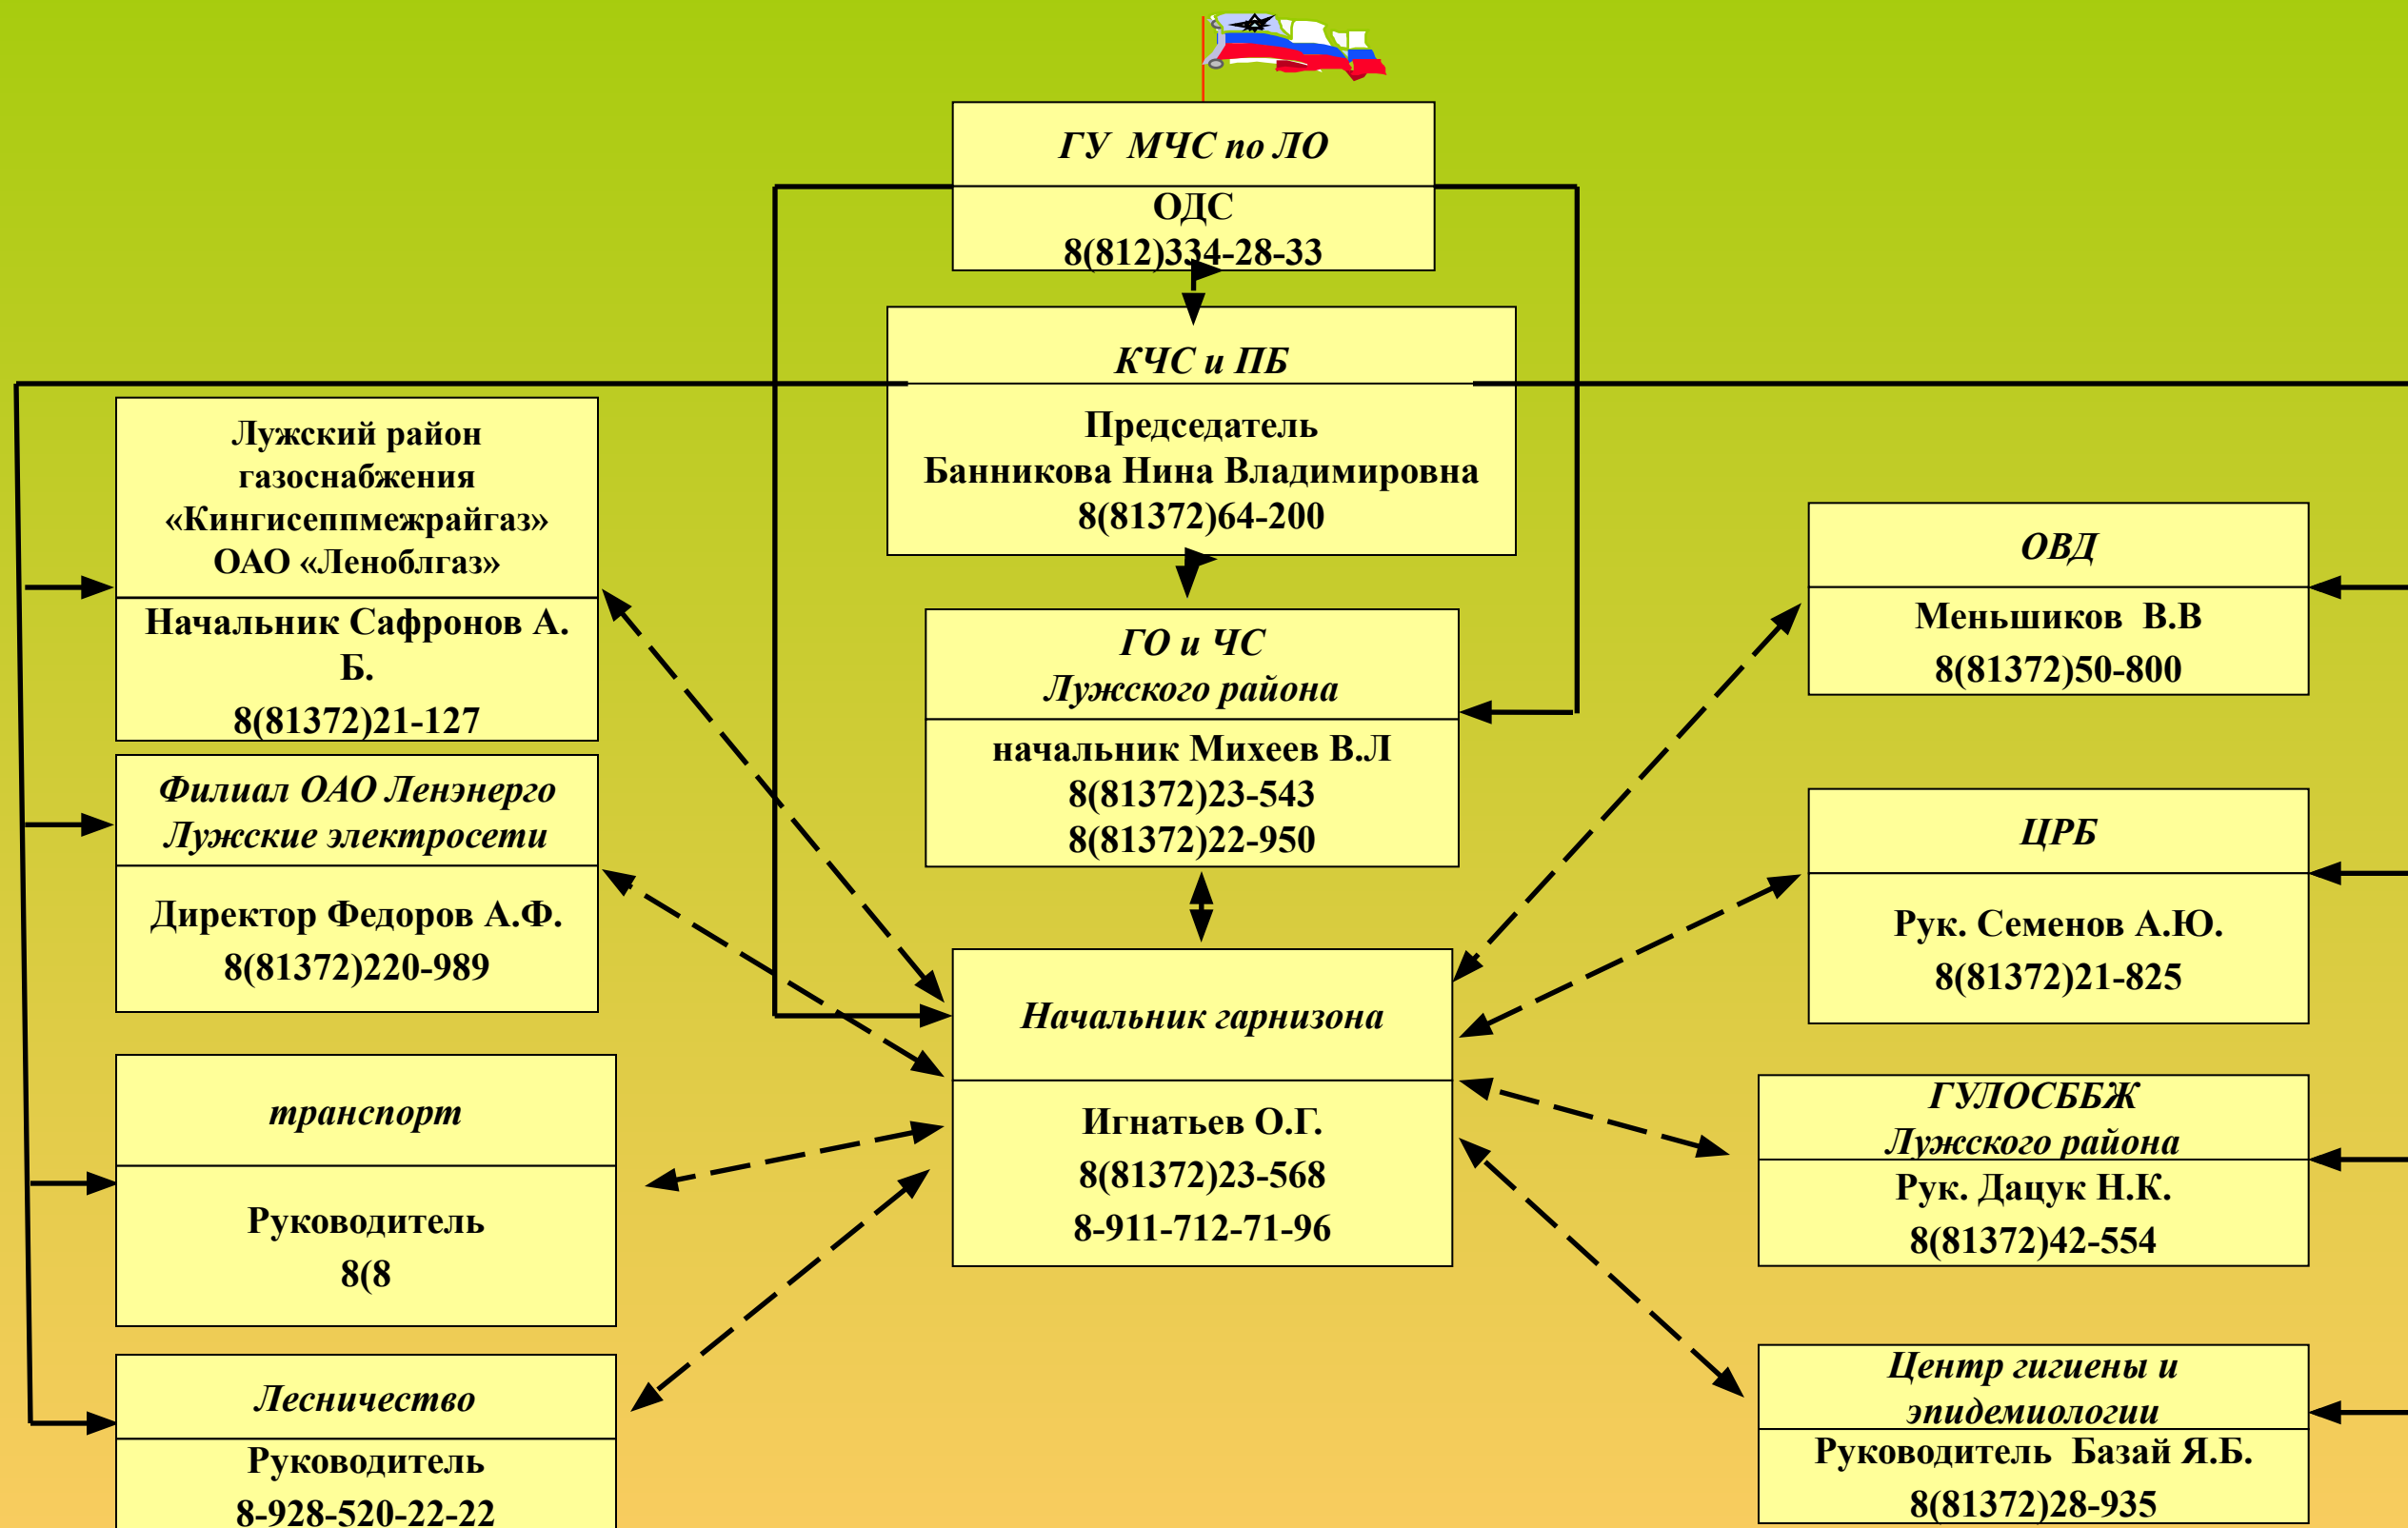 ГУ МЧС по ЛО
ОДС
8(812)334-28-33
КЧС и ПБ
Председатель
Банникова Нина Владимировна
8(81372)64-200
Лужский район
газоснабжения
«Кингисеппмежрайгаз»
ОАО «Леноблгаз»
Начальник Сафронов А.
Б.
8(81372)21-127
ГО и ЧС
Лужского района
начальник Михеев В.Л
8(81372)23-543
8(81372)22-950
ОВД
Меньшиков В.В
8(81372)50-800
Филиал ОАО Ленэнерго
Лужские электросети
Директор Федоров А.Ф.
8(81372)220-989
ЦРБ
Рук. Семенов А.Ю.
8(81372)21-825
Начальник гарнизона
Игнатьев О.Г.
8(81372)23-568
8-911-712-71-96
транспорт
Руководитель
8(8
ГУЛОСББЖ
Лужского района
Рук. Дацук Н.К.
8(81372)42-554
Лесничество
Руководитель
8-928-520-22-22
Центр гигиены и
эпидемиологии
Руководитель Базай Я.Б.
8(81372)28-935